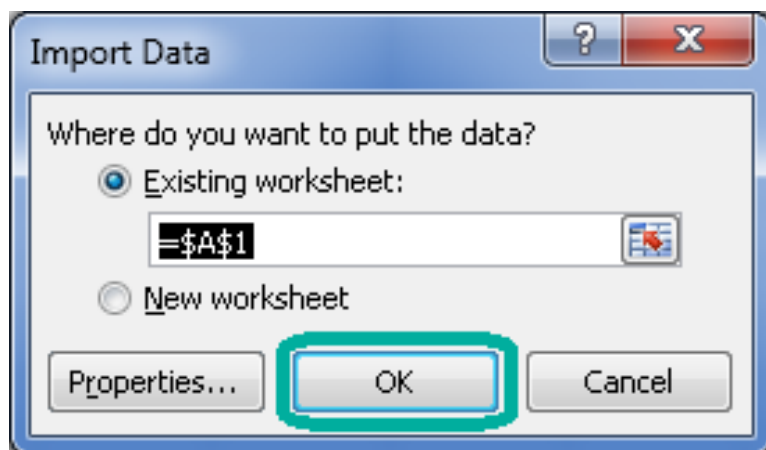 Import Data
?
X
Where do you want to put the data?
Existing worksheet:
=$A$1
New worksheet
Properties...
OK
Cancel